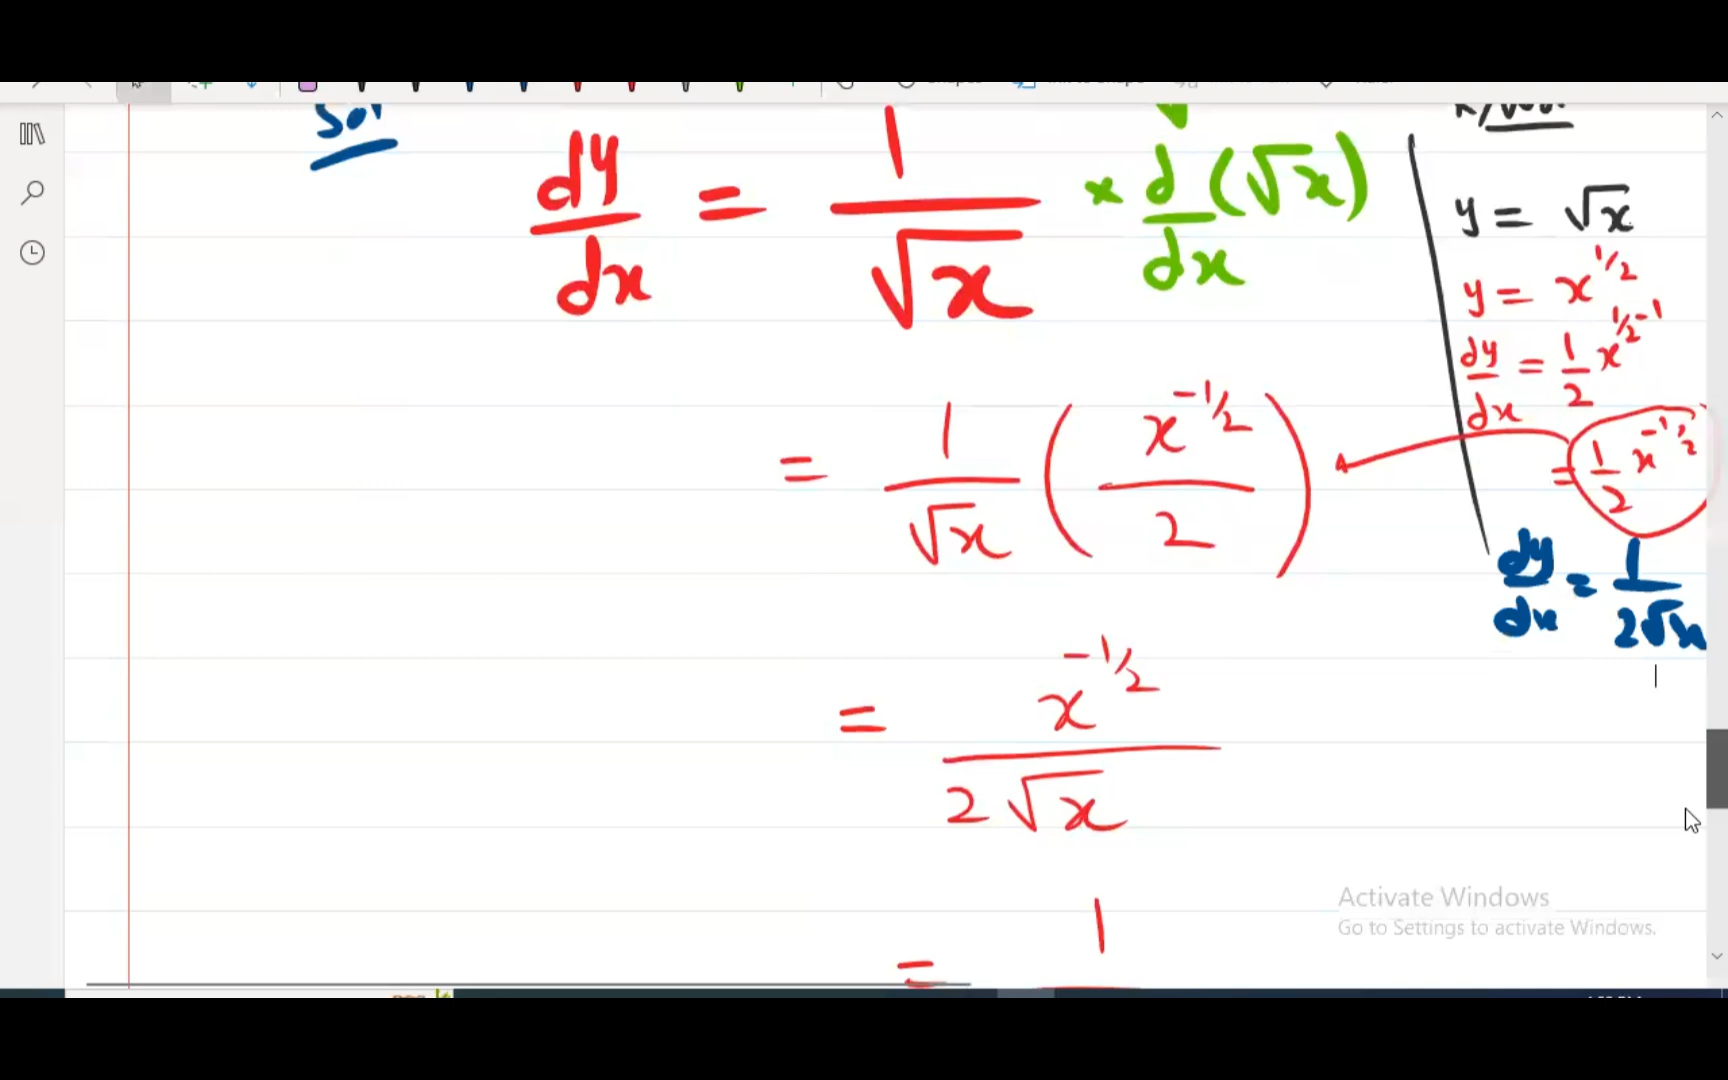 Sol
dy/dx = 1/√x × d/dx (√x)
= 1/√x (x^-1/2 / 2)
= x^-1/2 / 2√x
= 1
y = √x
y = x^1/2
dy/dx = 1/2 x^1/2-1
= 1/2 x^-1/2
dy/dx = 1/2√x
Activate Windows
Go to Settings to activate Windows.